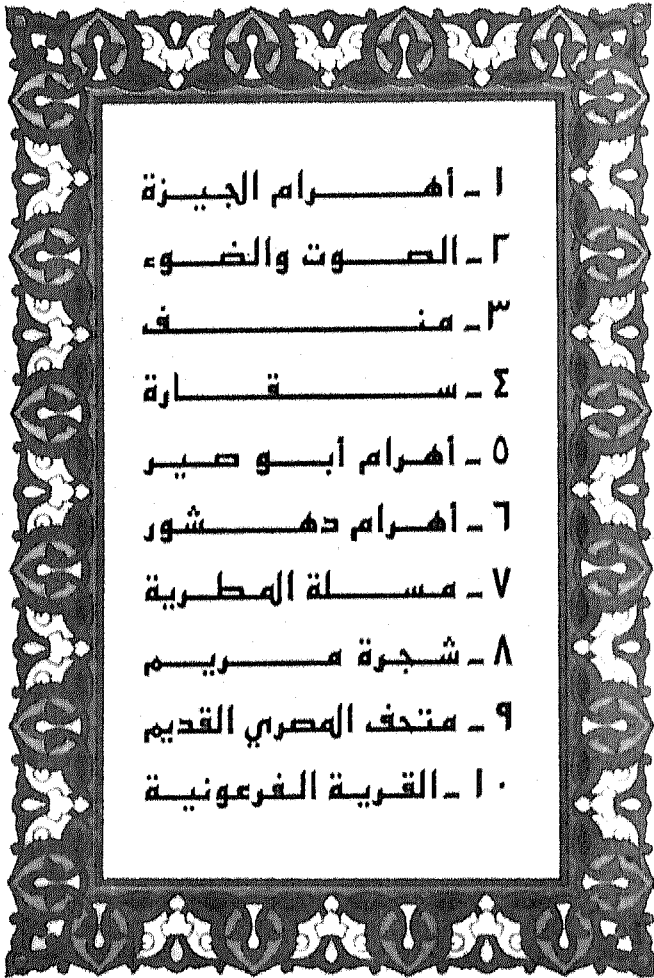 ١ - أهرام الجيزة
٢ - الصوت والضوء
٣ - منف
٤ - سقارة
٥ - أهرام أبو صير
٦ - أهرام دهشور
٧ - مسلة المطرية
٨ - شجرة مريم
٩ - متحف المصري القديم
١٠ - القرية الفرعونية